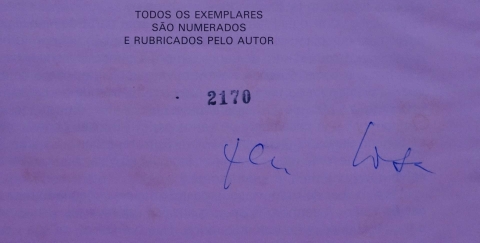 TODOS OS EXEMPLARES
SÃO NUMERADOS
E RUBRICADOS PELO AUTOR
2170